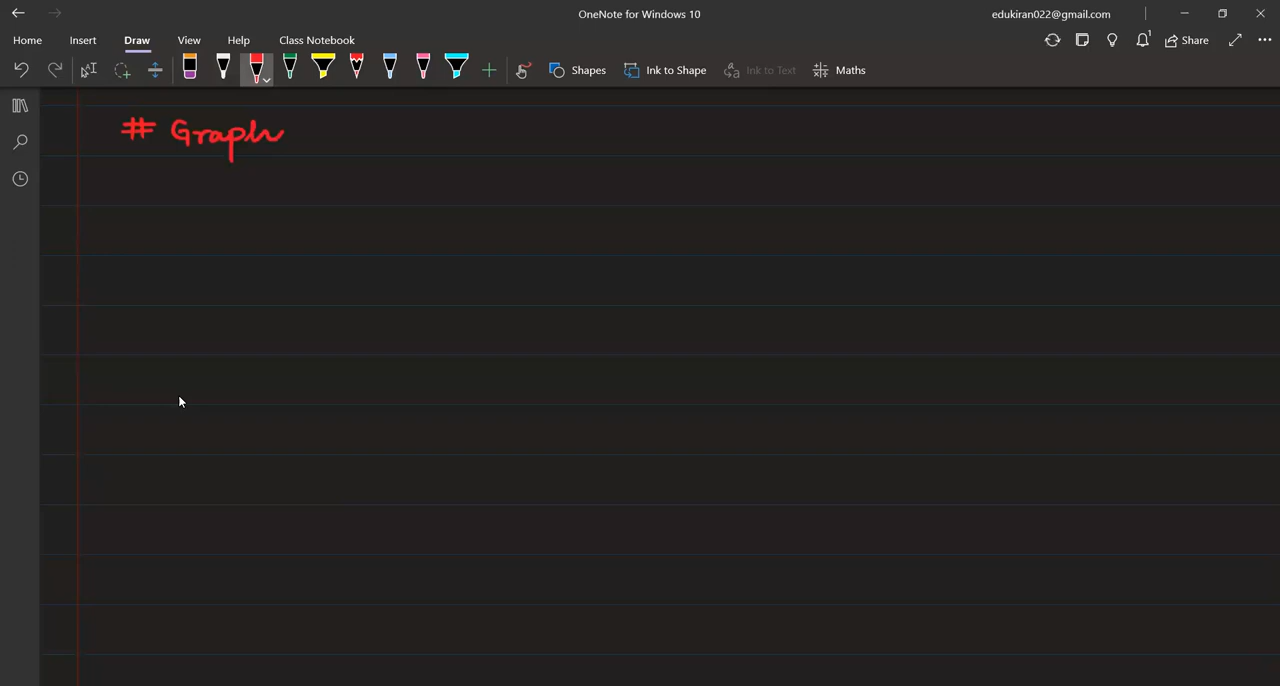 OneNote for Windows 10
edukiran022@gmail.com
Home Insert Draw View Help Class Notebook
1 Share
Shapes Ink to Shape Ink to Text Maths
# Graph